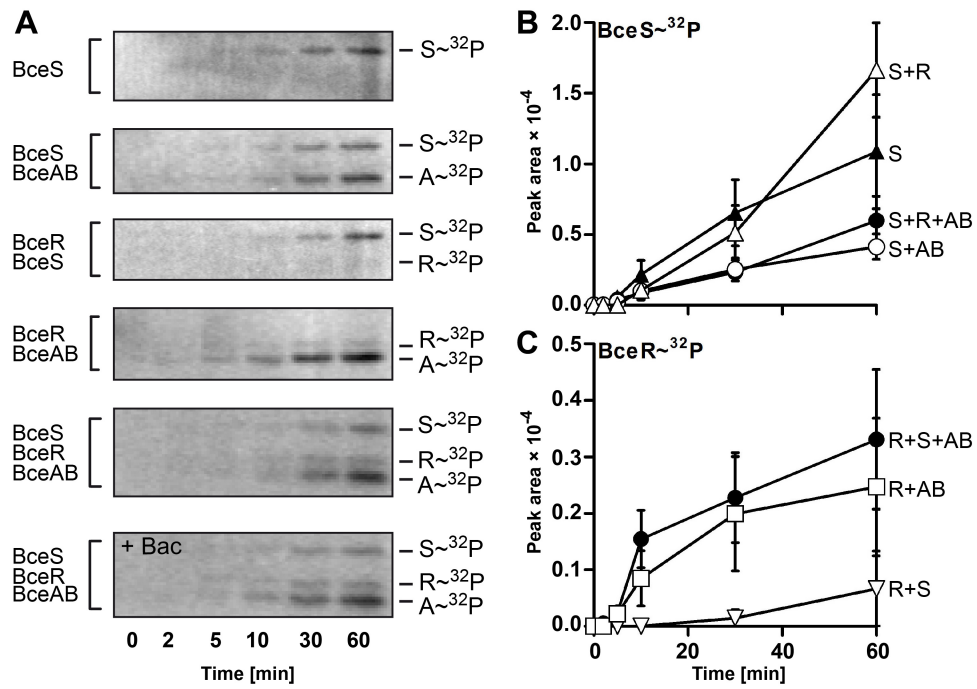 A
BceS
S~³²P
BceS
BceAB
S~³²P
A~³²P
BceR
BceS
S~³²P
R~³²P
BceR
BceAB
R~³²P
A~³²P
BceS
BceR
BceAB
S~³²P
R~³²P
A~³²P
+ Bac
BceS
BceR
BceAB
S~³²P
R~³²P
A~³²P
0 2 5 10 30 60
Time [min]
B
BceS~³²P
Peak area × 10⁻⁴
2.0
1.5
1.0
0.5
0.0
S+R
S
S+R+AB
S+AB
C
BceR~³²P
Peak area × 10⁻⁴
0.5
0.4
0.3
0.2
0.1
0.0
R+S+AB
R+AB
R+S
0 20 40 60
Time [min]